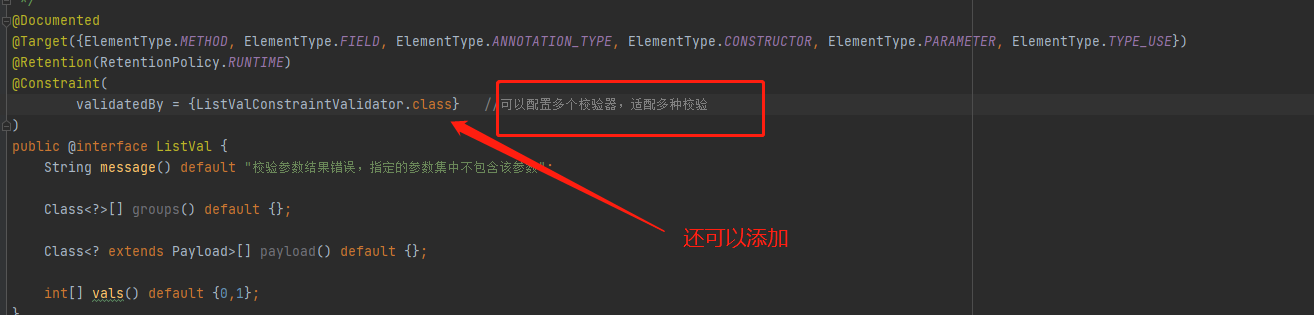 */
@Documented
@Target({ElementType.METHOD, ElementType.FIELD, ElementType.ANNOTATION_TYPE, ElementType.CONSTRUCTOR, ElementType.PARAMETER, ElementType.TYPE_USE})
@Retention(RetentionPolicy.RUNTIME)
@Constraint(
validatedBy = {ListValConstraintValidator.class} //可以配置多个校验器，适配多种校验
)
public @interface ListVal {
String message() default "校验参数结果错误，指定的参数集中不包含该参数";
Class<?>[] groups() default {};
还可以添加
Class<? extends Payload>[] payload() default {};
int[] vals() default {0,1};
}